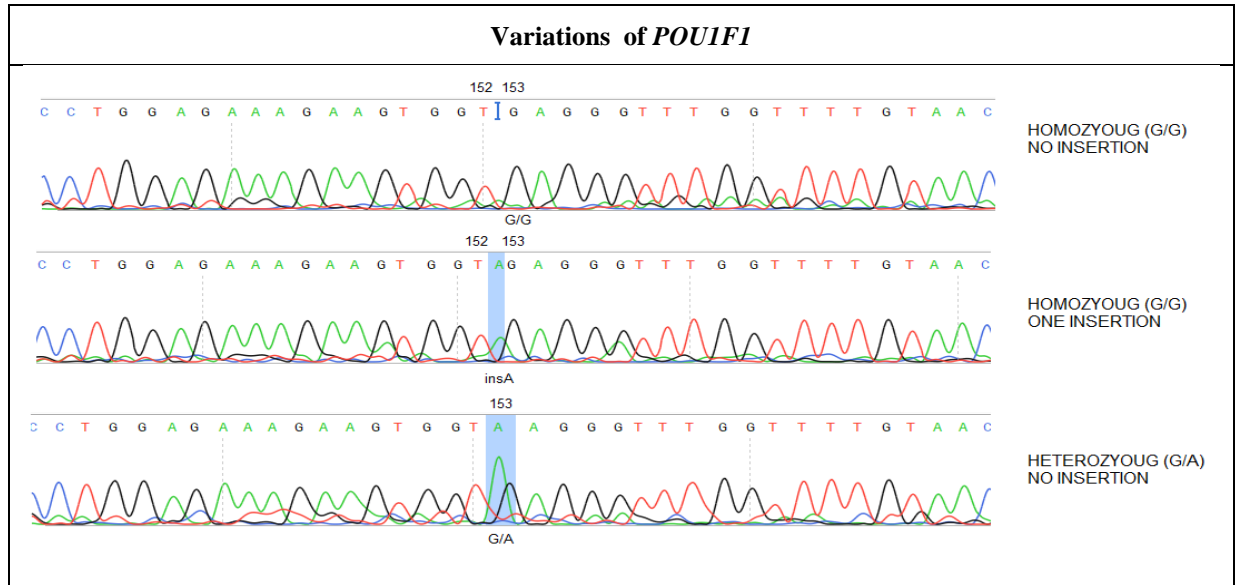 Variations of POU1F1
152 153
C C T G G A G A A A G A A G T G G T G A G G G T T T G G T T T T G T A A C
HOMOZYOUG (G/G)
NO INSERTION
G/G
152 153
C C T G G A G A A A G A A G T G G T A G A G G G T T T G G T T T T G T A A C
HOMOZYOUG (G/G)
ONE INSERTION
insA
153
C C T G G A G A A A G A A G T G G T A A G G G T T T G G T T T T G T A A C
HETEROZYOUG (G/A)
NO INSERTION
G/A